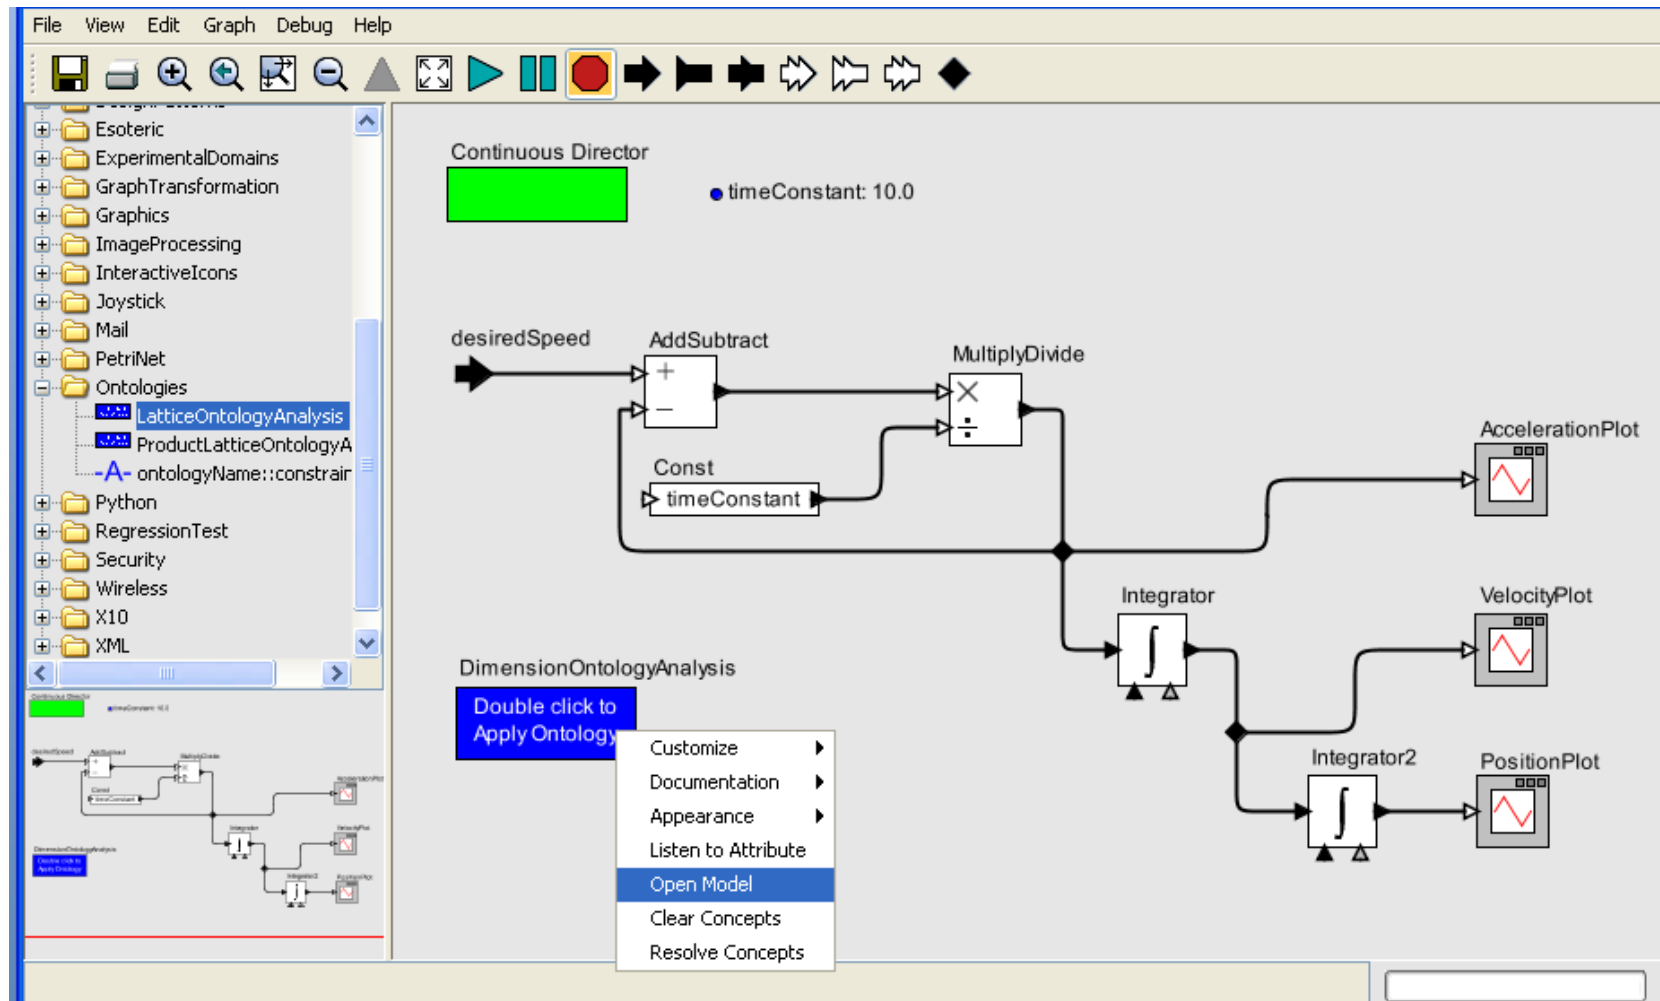 File View Edit Graph Debug Help
Esoteric
ExperimentalDomains
GraphTransformation
Graphics
ImageProcessing
InteractiveIcons
Joystick
Mail
PetriNet
Ontologies
LatticeOntologyAnalysis
ProductLatticeOntologyA
-A- ontologyName::constrair
Python
RegressionTest
Security
Wireless
X10
XML
Continuous Director
timeConstant: 10.0
desiredSpeed
AddSubtract
+
−
MultiplyDivide
×
÷
Const
timeConstant
AccelerationPlot
Integrator
∫
VelocityPlot
Integrator2
∫
PositionPlot
DimensionOntologyAnalysis
Double click to
Apply Ontology
Customize
Documentation
Appearance
Listen to Attribute
Open Model
Clear Concepts
Resolve Concepts